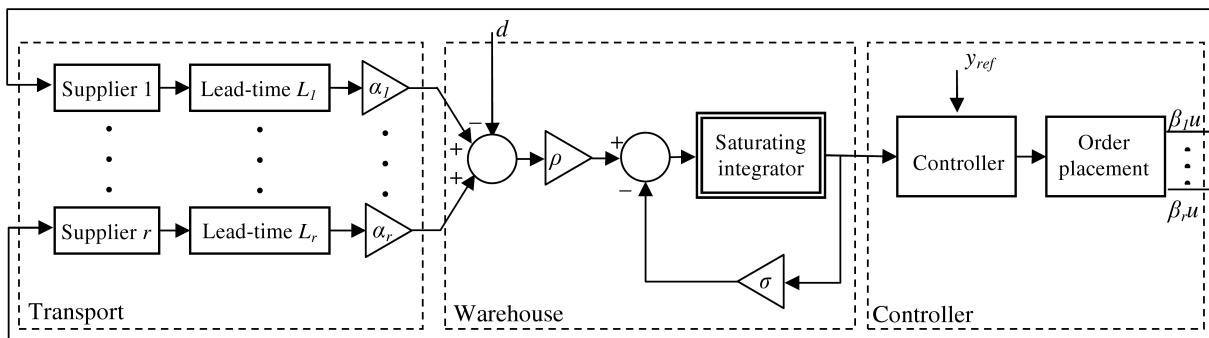 d
y_ref
Supplier 1
Lead-time L_1
α_1
−
+
+
ρ
+
−
Saturating
integrator
Controller
Order
placement
β_1u
β_ru
Supplier r
Lead-time L_r
α_r
σ
Transport
Warehouse
Controller